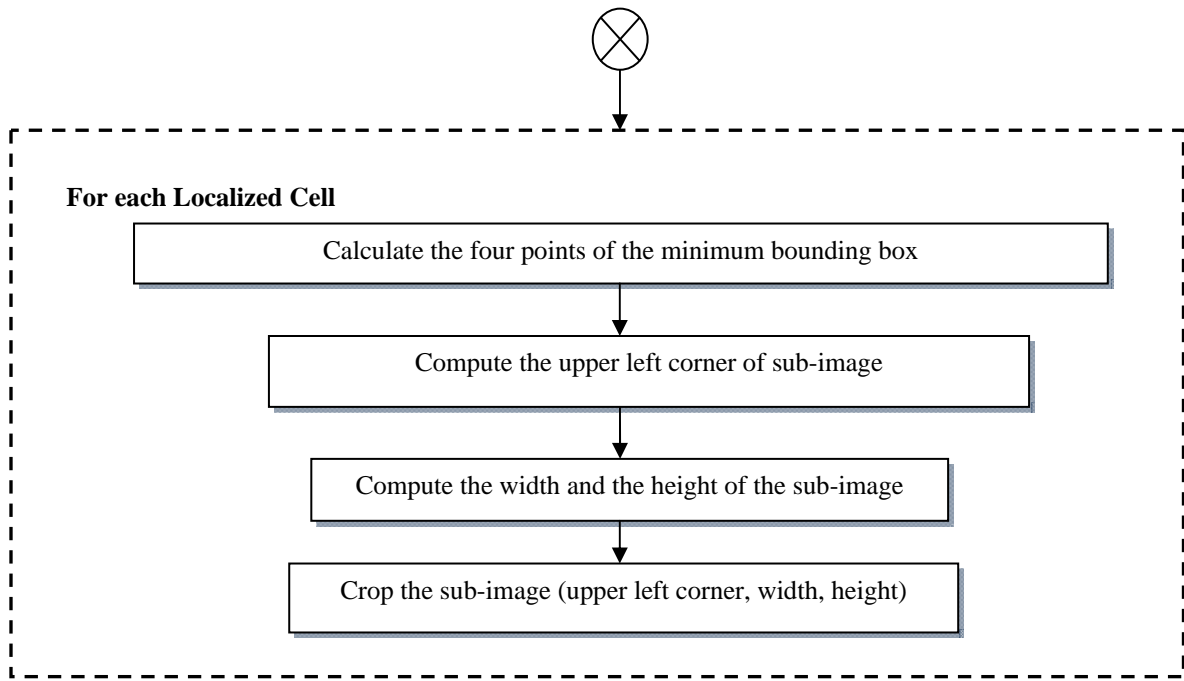 For each Localized Cell
Calculate the four points of the minimum bounding box
Compute the upper left corner of sub-image
Compute the width and the height of the sub-image
Crop the sub-image (upper left corner, width, height)